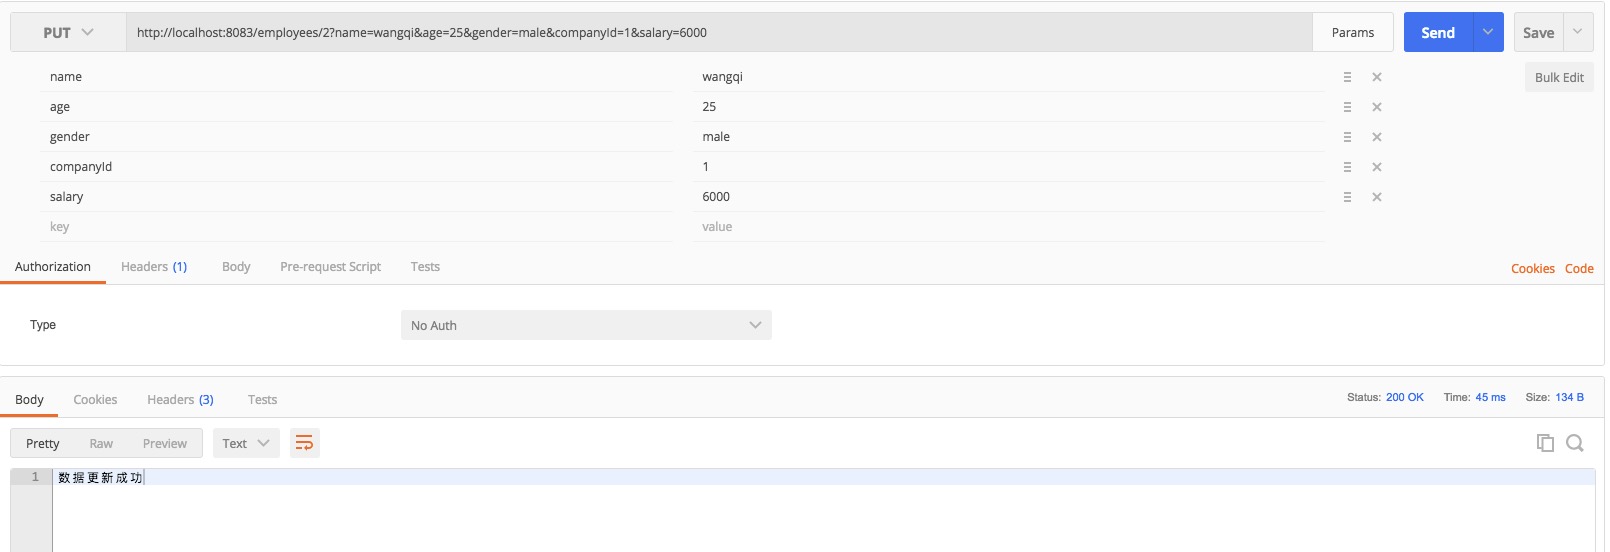 PUT http://localhost:8083/employees/2?name=wangqi&age=25&gender=male&companyId=1&salary=6000 Params Send Save
name wangqi Bulk Edit
age 25
gender male
companyId 1
salary 6000
key value
Authorization Headers (1) Body Pre-request Script Tests Cookies Code
Type No Auth
Body Cookies Headers (3) Tests Status: 200 OK Time: 45 ms Size: 134 B
Pretty Raw Preview Text
1 数据更新成功